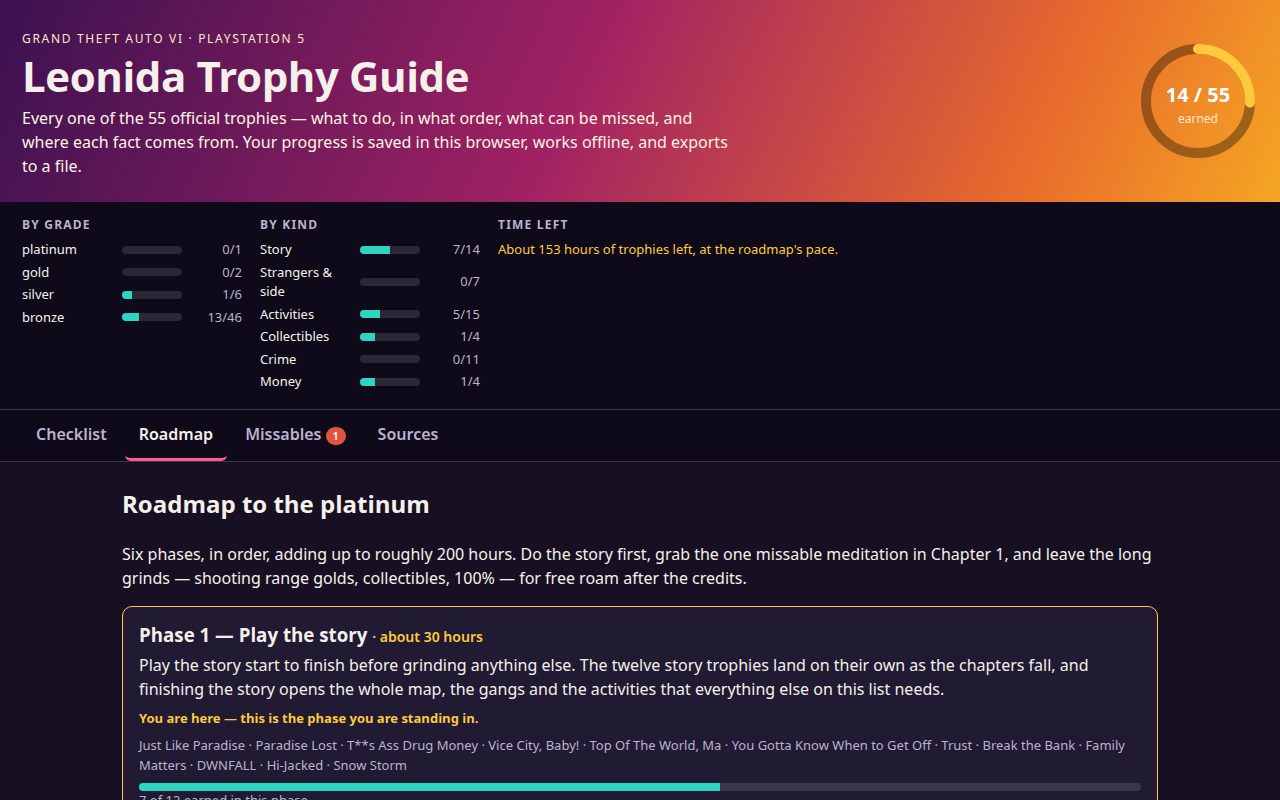 GRAND THEFT AUTO VI · PLAYSTATION 5
Leonida Trophy Guide
Every one of the 55 official trophies — what to do, in what order, what can be missed, and
where each fact comes from. Your progress is saved in this browser, works offline, and exports
to a file.
14 / 55
earned
BY GRADE
platinum 0/1
gold 0/2
silver 1/6
bronze 13/46
BY KIND
Story 7/14
Strangers &
side 0/7
Activities 5/15
Collectibles 1/4
Crime 0/11
Money 1/4
TIME LEFT
About 153 hours of trophies left, at the roadmap's pace.
Checklist Roadmap Missables 1 Sources
Roadmap to the platinum
Six phases, in order, adding up to roughly 200 hours. Do the story first, grab the one missable meditation in Chapter 1, and leave the long
grinds — shooting range golds, collectibles, 100% — for free roam after the credits.
Phase 1 — Play the story · about 30 hours
Play the story start to finish before grinding anything else. The twelve story trophies land on their own as the chapters fall, and
finishing the story opens the whole map, the gangs and the activities that everything else on this list needs.
You are here — this is the phase you are standing in.
Just Like Paradise · Paradise Lost · T**s Ass Drug Money · Vice City, Baby! · Top Of The World, Ma · You Gotta Know When to Get Off · Trust · Break the Bank · Family
Matters · DWNFALL · Hi-Jacked · Snow Storm
7 of 12 earned in this phase